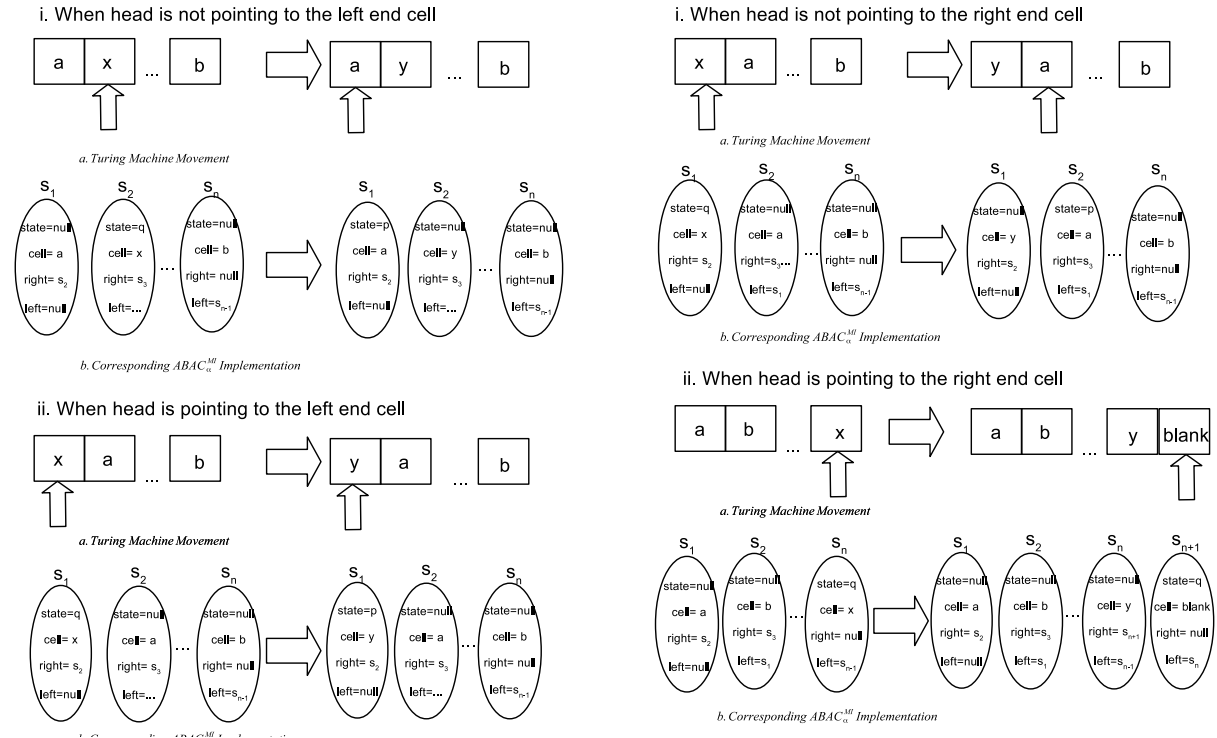 i. When head is not pointing to the left end cell
a x ... b a y ... b
a. Turing Machine Movement
s1 s2 sn s1 s2 sn
state=null state=q state=null state=p state=null state=null
cell= a cell= x cell= b cell= a cell= y cell= b
... ...
right= s2 right= s3 right= null right= s2 right= s3 right=null
left=null left=... left=sn-1 left=null left=... left=sn-1
b. Corresponding ABACαMI Implementation
ii. When head is pointing to the left end cell
x a ... b y a ... b
a. Turing Machine Movement
s1 s2 sn s1 s2 sn
state=q state=null state=null state=p state=null state=null
cell= x cell= a cell= b cell= y cell= a cell= b
... ...
right= s2 right= s3 right= null right= s2 right= s3 right= null
left=null left=... left=sn-1 left=null left=... left=sn-1
b. Corresponding ABACαMI Implementation
i. When head is not pointing to the right end cell
x a ... b y a ... b
a. Turing Machine Movement
s1 s2 sn s1 s2 sn
state=q state=null state=null state=null state=p state=null
cell= x cell= a cell= b cell= y cell= a cell= b
right= s2 right= s3... ... right= null right= s2 right= s3 ... right=null
left=null left=s1 left=sn-1 left=null left=s1 left=sn-1
b. Corresponding ABACαMI Implementation
ii. When head is pointing to the right end cell
a b ... x a b ... y blank
a. Turing Machine Movement
s1 s2 sn s1 s2 sn sn+1
state=null state=null state=q state=null state=null state=null state=q
cell= a cell= b cell= x cell= a cell= b cell= y cell= blank
... ...
right= s2 right= s3 right= null right= s2 right= s3 right= sn+1 right= null
left=null left=s1 left=sn-1 left=null left=s1 left=sn-1 left=sn
b. Corresponding ABACαMI Implementation